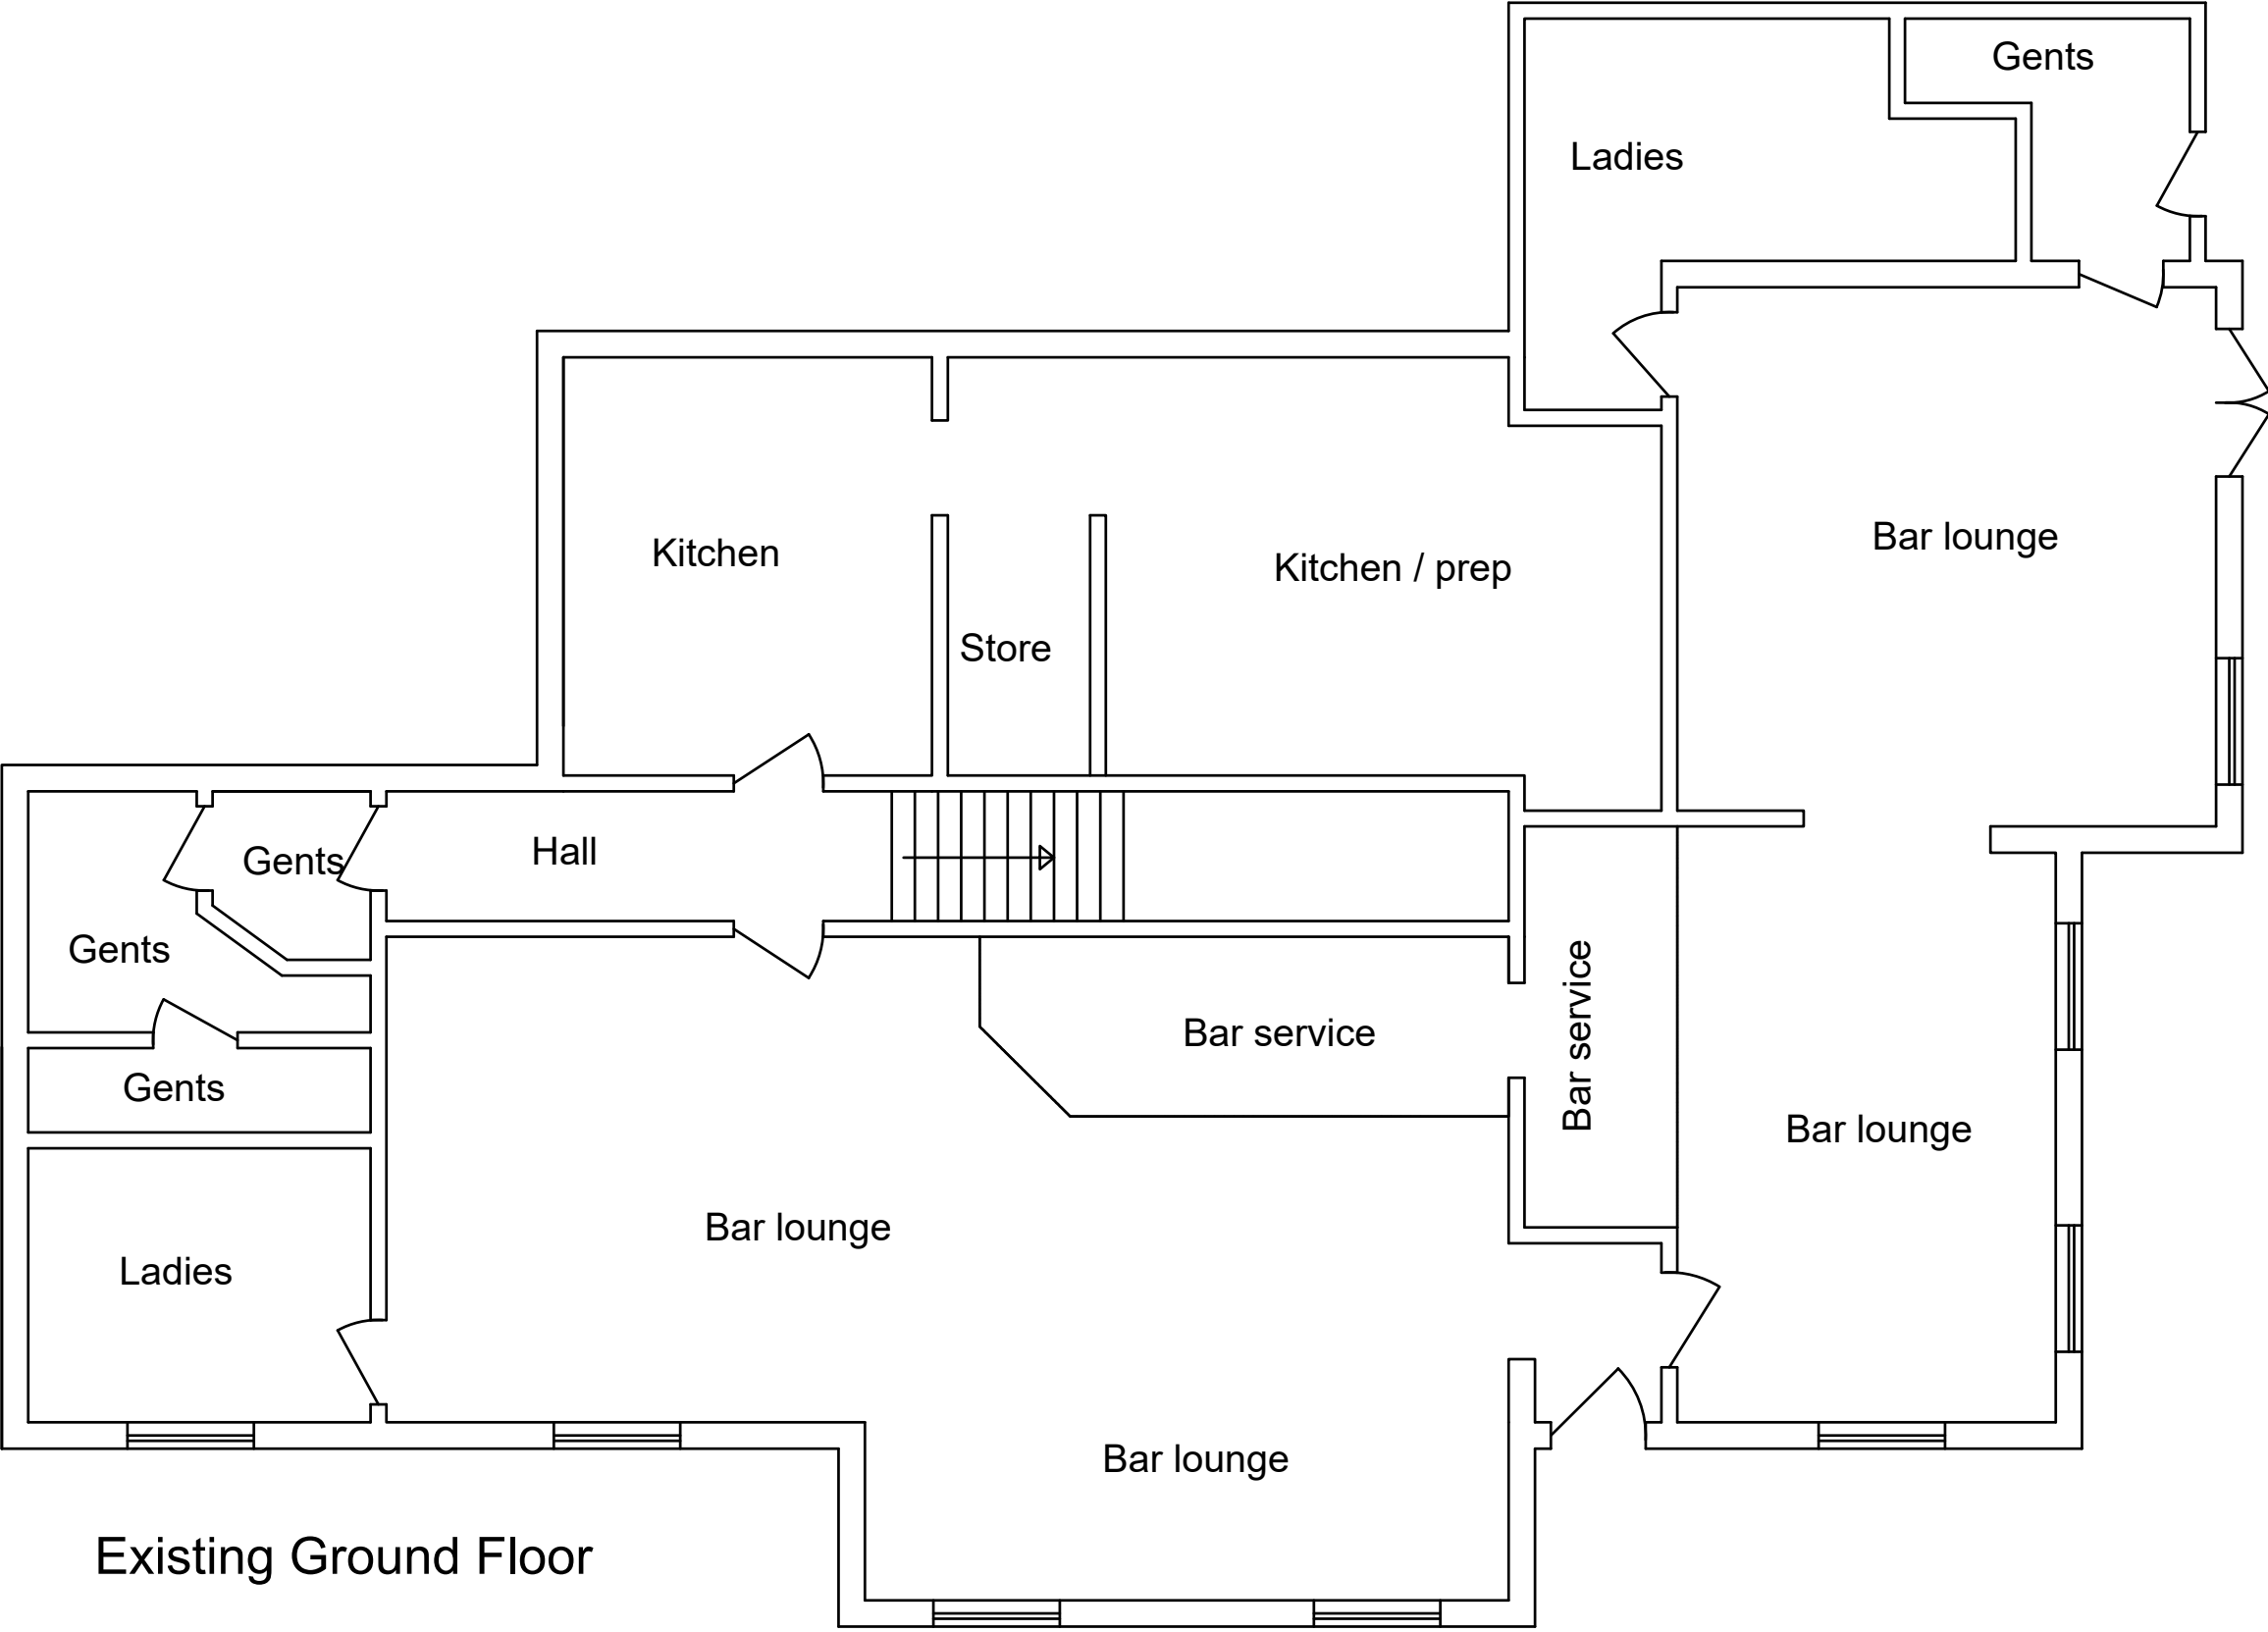 Gents
Ladies
Bar lounge
Kitchen
Kitchen / prep
Store
Hall
Gents
Gents
Bar service
Bar service
Gents
Bar lounge
Bar lounge
Ladies
Bar lounge
Existing Ground Floor